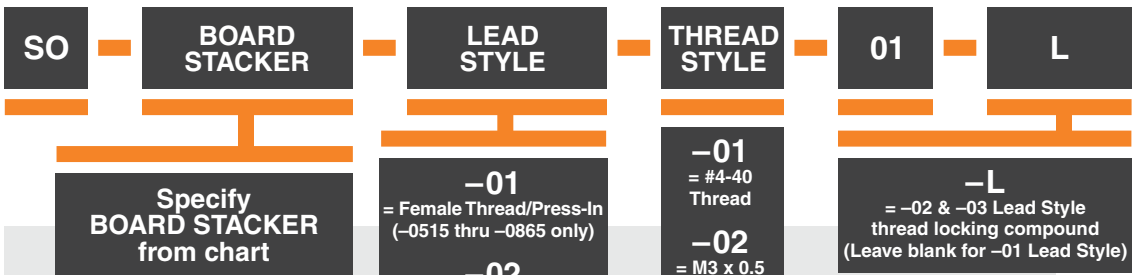 SO
BOARD
STACKER
LEAD
STYLE
THREAD
STYLE
01
L
Specify
BOARD STACKER
from chart
–01
= Female Thread/Press-In
(–0515 thru –0865 only)
–02
–01
= #4-40
Thread
–02
= M3 x 0.5
–L
= –02 & –03 Lead Style
thread locking compound
(Leave blank for –01 Lead Style)